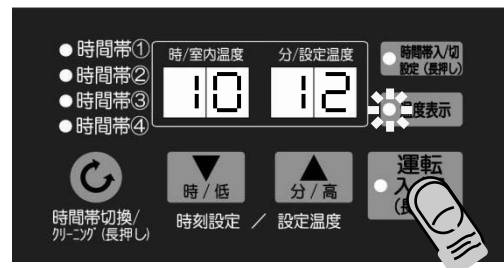 時間帯①
時間帯②
時間帯③
時間帯④
時/室内温度 分/設定温度
10 12
時間帯入/切
設定(長押し)
度表示
時間帯切換/
クリーニング(長押し)
時/低
分/高
時刻設定 / 設定温度
運転
入
(長